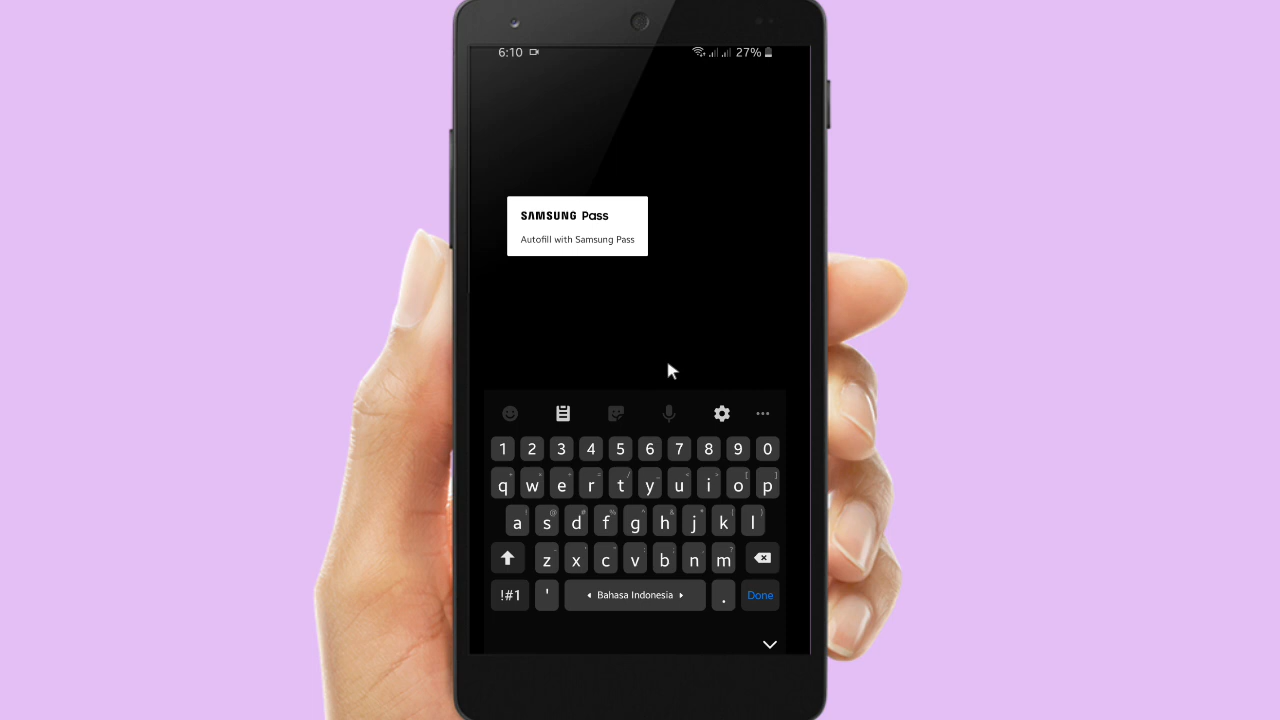 6:10 27%
SAMSUNG Pass
Autofill with Samsung Pass
1 2 3 4 5 6 7 8 9 0
q w e r t y u i o p
a s d f g h j k l
z x c v b n m
!#1 ' Bahasa Indonesia . Done